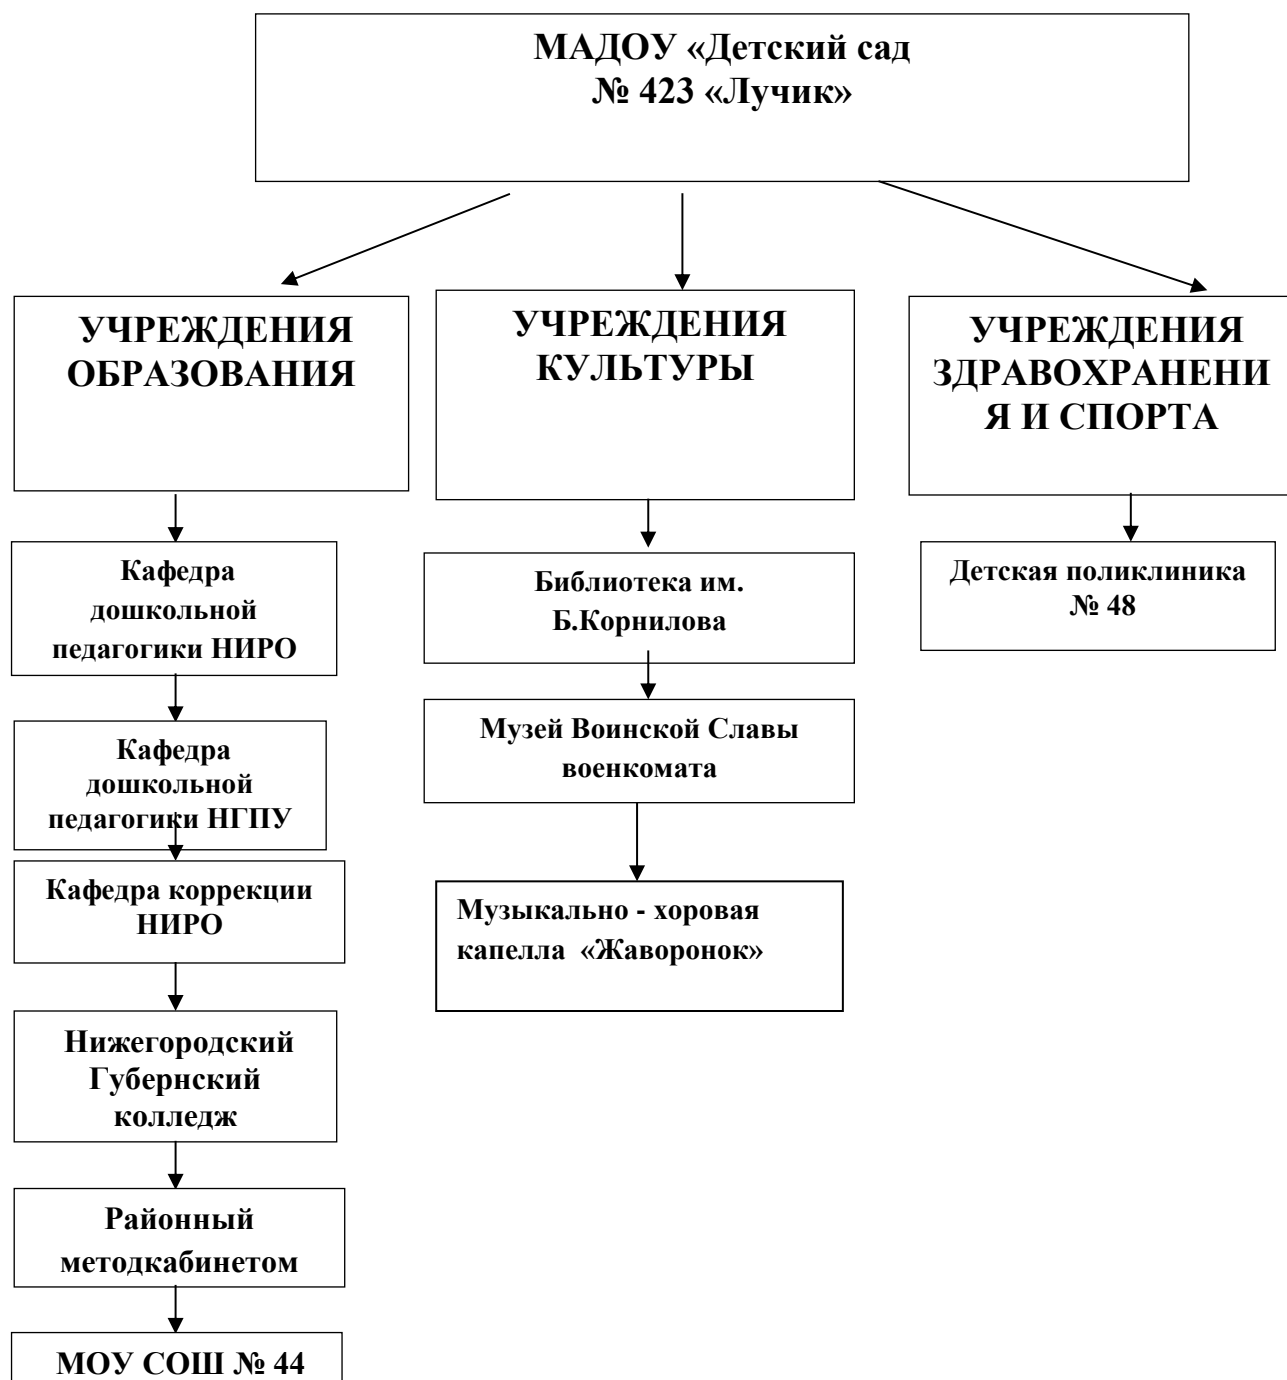 МАДОУ «Детский сад
№ 423 «Лучик»
УЧРЕЖДЕНИЯ
ОБРАЗОВАНИЯ
УЧРЕЖДЕНИЯ
КУЛЬТУРЫ
УЧРЕЖДЕНИЯ
ЗДРАВОХРАНЕНИ
Я И СПОРТА
Кафедра
дошкольной
педагогики НИРО
Кафедра
дошкольной
педагогики НГПУ
Кафедра коррекции
НИРО
Нижегородский
Губернский
колледж
Районный
методкабинетом
МОУ СОШ № 44
Библиотека им.
Б.Корнилова
Музей Воинской Славы
военкомата
Музыкально - хоровая
капелла «Жаворонок»
Детская поликлиника
№ 48